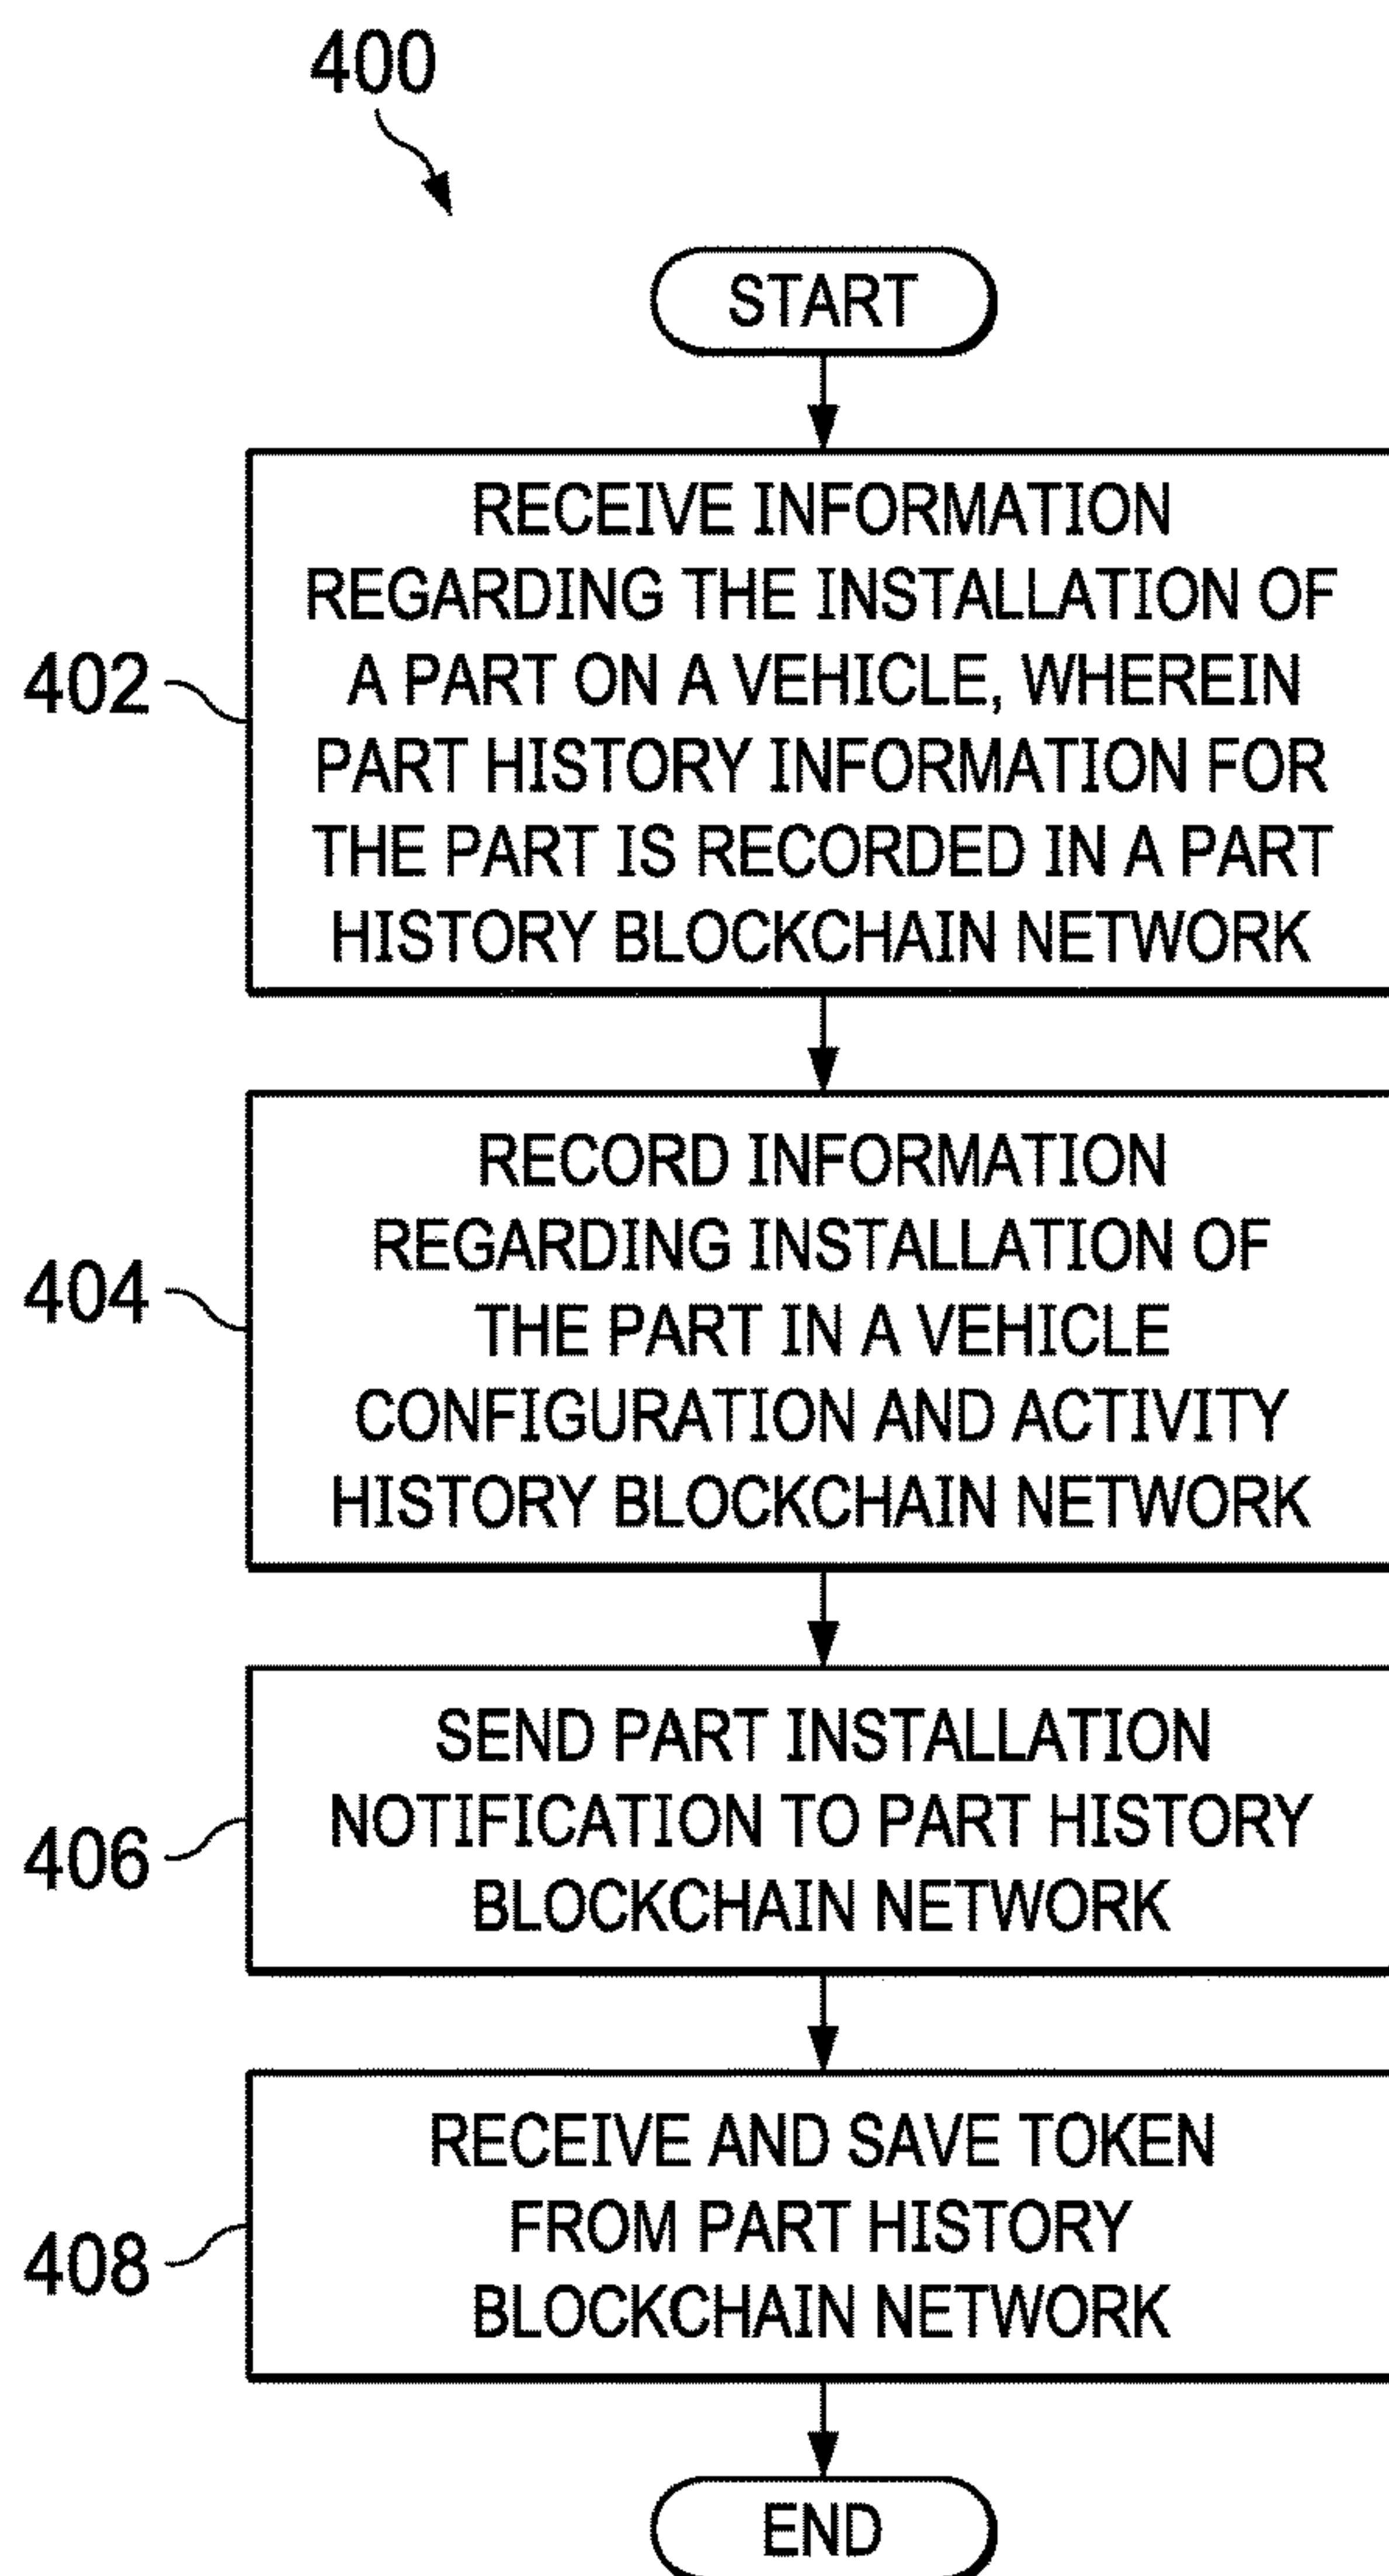 400
START
402
RECEIVE INFORMATION
REGARDING THE INSTALLATION OF
A PART ON A VEHICLE, WHEREIN
PART HISTORY INFORMATION FOR
THE PART IS RECORDED IN A PART
HISTORY BLOCKCHAIN NETWORK
404
RECORD INFORMATION
REGARDING INSTALLATION OF
THE PART IN A VEHICLE
CONFIGURATION AND ACTIVITY
HISTORY BLOCKCHAIN NETWORK
406
SEND PART INSTALLATION
NOTIFICATION TO PART HISTORY
BLOCKCHAIN NETWORK
408
RECEIVE AND SAVE TOKEN
FROM PART HISTORY
BLOCKCHAIN NETWORK
END